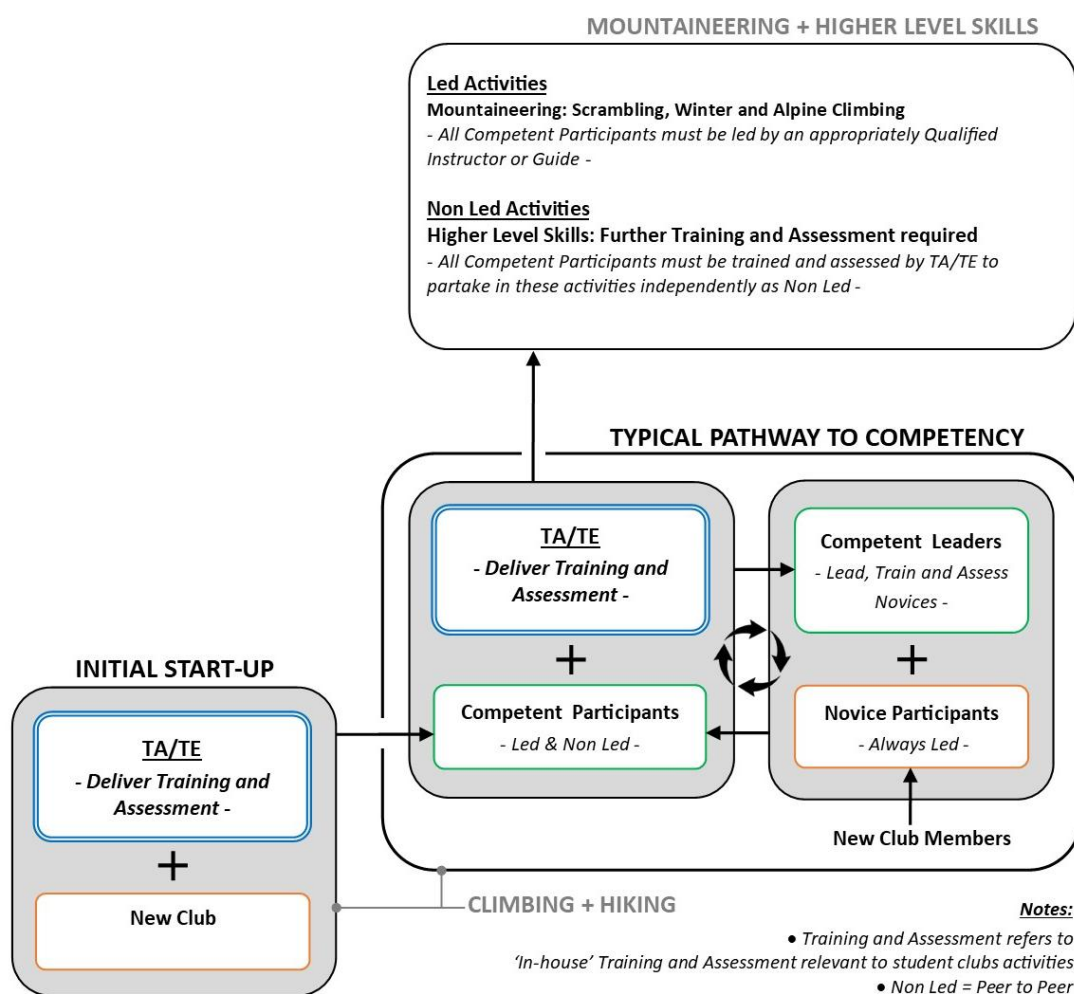 MOUNTAINEERING + HIGHER LEVEL SKILLS
Led Activities
Mountaineering: Scrambling, Winter and Alpine Climbing
- All Competent Participants must be led by an appropriately Qualified
Instructor or Guide -
Non Led Activities
Higher Level Skills: Further Training and Assessment required
- All Competent Participants must be trained and assessed by TA/TE to
partake in these activities independently as Non Led -
TYPICAL PATHWAY TO COMPETENCY
TA/TE
- Deliver Training and
Assessment -
+
Competent Participants
- Led & Non Led -
Competent Leaders
- Lead, Train and Assess
Novices -
+
Novice Participants
- Always Led -
New Club Members
INITIAL START-UP
TA/TE
- Deliver Training and
Assessment -
+
New Club
CLIMBING + HIKING
Notes:
● Training and Assessment refers to
‘In-house’ Training and Assessment relevant to student clubs activities
● Non Led = Peer to Peer